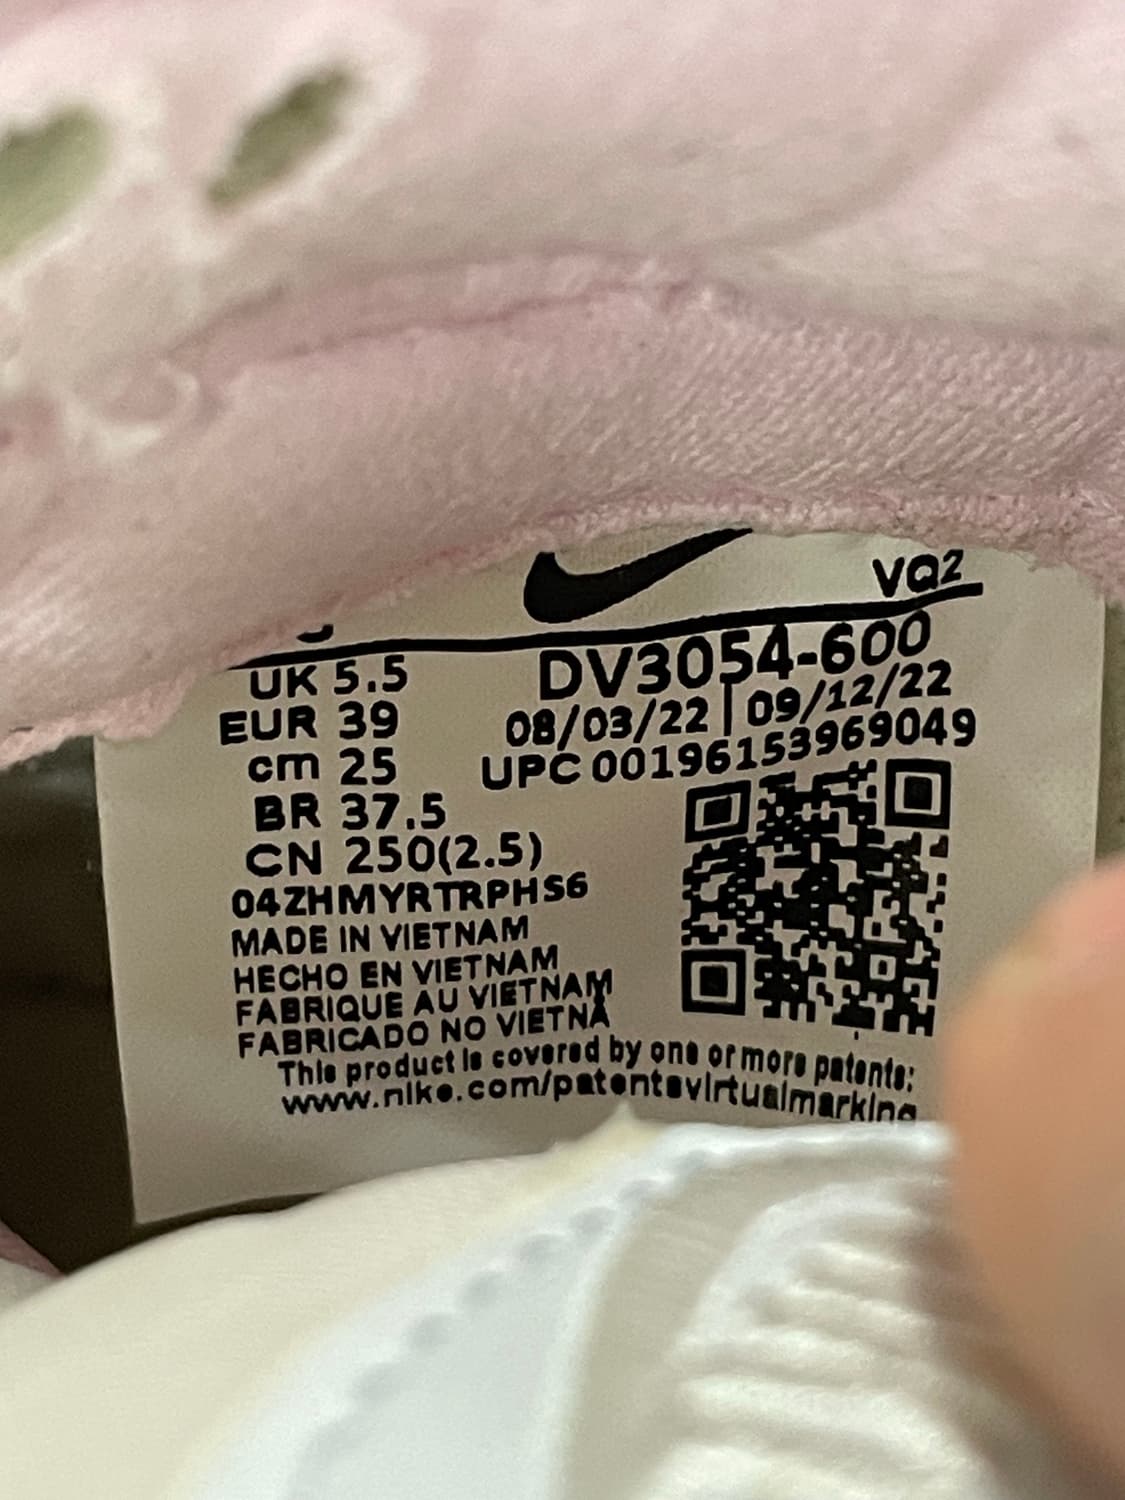 VQ2
UK 5.5
DV3054-600
EUR 39
08/03/22 | 09/12/22
cm 25
UPC 00196153969049
BR 37.5
CN 250(2.5)
04ZHMYRTRPHS6
MADE IN VIETNAM
HECHO EN VIETNAM
FABRIQUE AU VIETNAM
FABRICADO NO VIETNA
This product is covered by one or more patents:
www.nike.com/patentsvirtualmarking